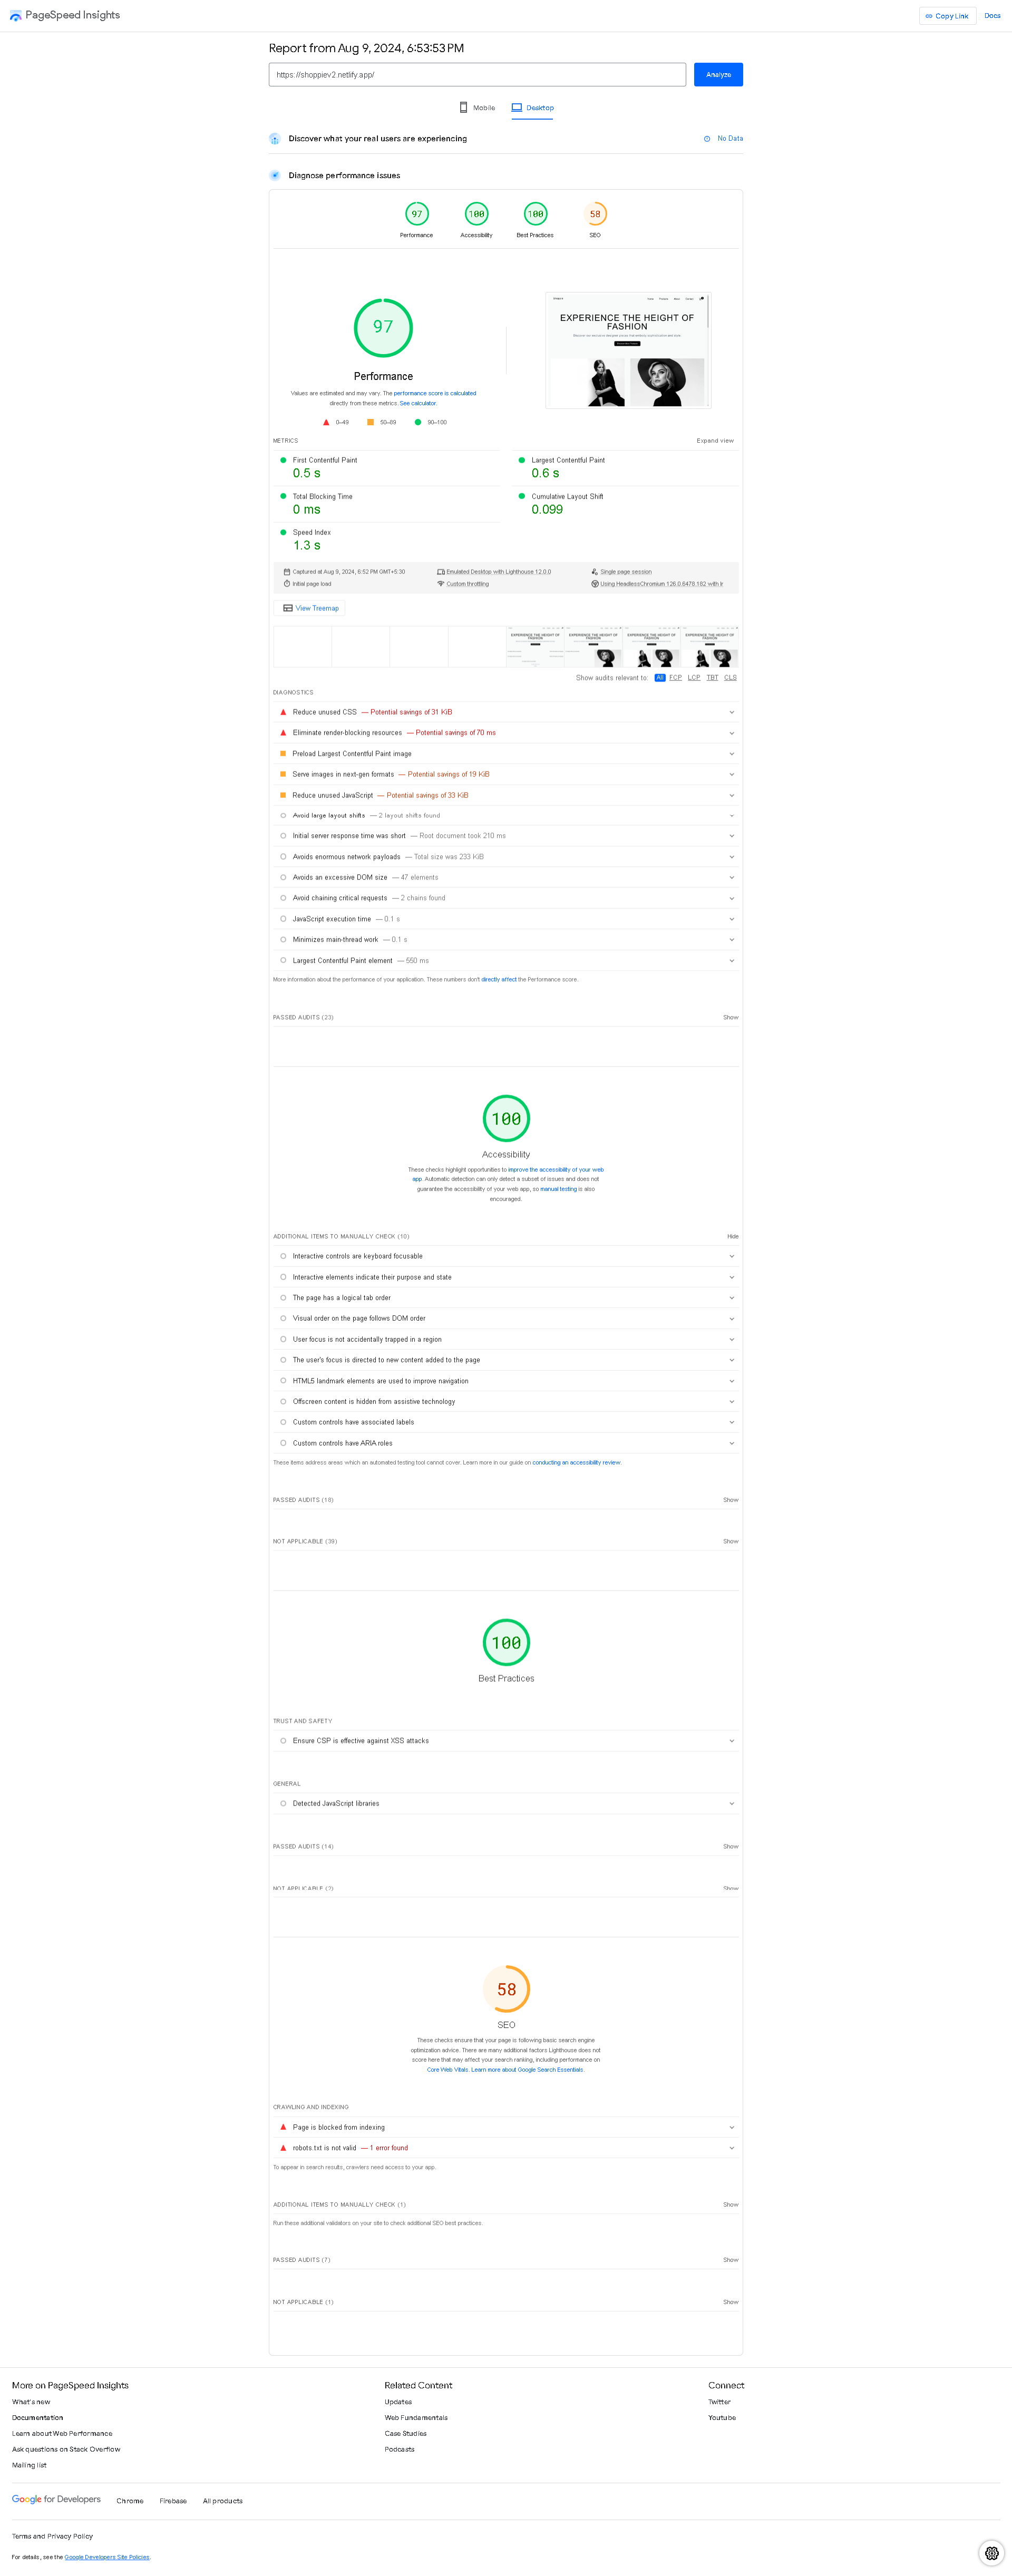 PageSpeed Insights
Copy Link
Docs
Report from Aug 9, 2024, 6:53:53 PM
https://shoppiev2.netlify.app/
Analyze
Mobile
Desktop
Discover what your real users are experiencing
No Data
Diagnose performance issues
97
100
100
58
Performance
Accessibility
Best Practices
SEO
97
Performance
Values are estimated and may vary. The performance score is calculated
directly from these metrics. See calculator.
0–49
50–89
90–100
EXPERIENCE THE HEIGHT OF
FASHION
METRICS
Expand view
First Contentful Paint
0.5 s
Largest Contentful Paint
0.6 s
Total Blocking Time
0 ms
Cumulative Layout Shift
0.099
Speed Index
1.3 s
Captured at Aug 9, 2024, 6:52 PM GMT+5:30
Emulated Desktop with Lighthouse 12.0.0
Single page session
Initial page load
Custom throttling
Using HeadlessChromium 126.0.6478.182 with lr
View Treemap
Show audits relevant to:
All
FCP
LCP
TBT
CLS
DIAGNOSTICS
Reduce unused CSS — Potential savings of 31 KiB
Eliminate render-blocking resources — Potential savings of 70 ms
Preload Largest Contentful Paint image
Serve images in next-gen formats — Potential savings of 19 KiB
Reduce unused JavaScript — Potential savings of 33 KiB
Avoid large layout shifts — 2 layout shifts found
Initial server response time was short — Root document took 210 ms
Avoids enormous network payloads — Total size was 233 KiB
Avoids an excessive DOM size — 47 elements
Avoid chaining critical requests — 2 chains found
JavaScript execution time — 0.1 s
Minimizes main-thread work — 0.1 s
Largest Contentful Paint element — 550 ms
More information about the performance of your application. These numbers don't directly affect the Performance score.
PASSED AUDITS (23)
Show
100
Accessibility
These checks highlight opportunities to improve the accessibility of your web
app. Automatic detection can only detect a subset of issues and does not
guarantee the accessibility of your web app, so manual testing is also
encouraged.
ADDITIONAL ITEMS TO MANUALLY CHECK (10)
Hide
Interactive controls are keyboard focusable
Interactive elements indicate their purpose and state
The page has a logical tab order
Visual order on the page follows DOM order
User focus is not accidentally trapped in a region
The user's focus is directed to new content added to the page
HTML5 landmark elements are used to improve navigation
Offscreen content is hidden from assistive technology
Custom controls have associated labels
Custom controls have ARIA roles
These items address areas which an automated testing tool cannot cover. Learn more in our guide on conducting an accessibility review.
PASSED AUDITS (18)
Show
NOT APPLICABLE (39)
Show
100
Best Practices
TRUST AND SAFETY
Ensure CSP is effective against XSS attacks
GENERAL
Detected JavaScript libraries
PASSED AUDITS (14)
Show
NOT APPLICABLE (2)
Show
58
SEO
These checks ensure that your page is following basic search engine
optimization advice. There are many additional factors Lighthouse does not
score here that may affect your search ranking, including performance on
Core Web Vitals. Learn more about Google Search Essentials.
CRAWLING AND INDEXING
Page is blocked from indexing
robots.txt is not valid — 1 error found
To appear in search results, crawlers need access to your app.
ADDITIONAL ITEMS TO MANUALLY CHECK (1)
Show
Run these additional validators on your site to check additional SEO best practices.
PASSED AUDITS (7)
Show
NOT APPLICABLE (1)
Show
More on PageSpeed Insights
What's new
Documentation
Learn about Web Performance
Ask questions on Stack Overflow
Mailing list
Related Content
Updates
Web Fundamentals
Case Studies
Podcasts
Connect
Twitter
Youtube
Google for Developers
Chrome
Firebase
All products
Terms and Privacy Policy
For details, see the Google Developers Site Policies.